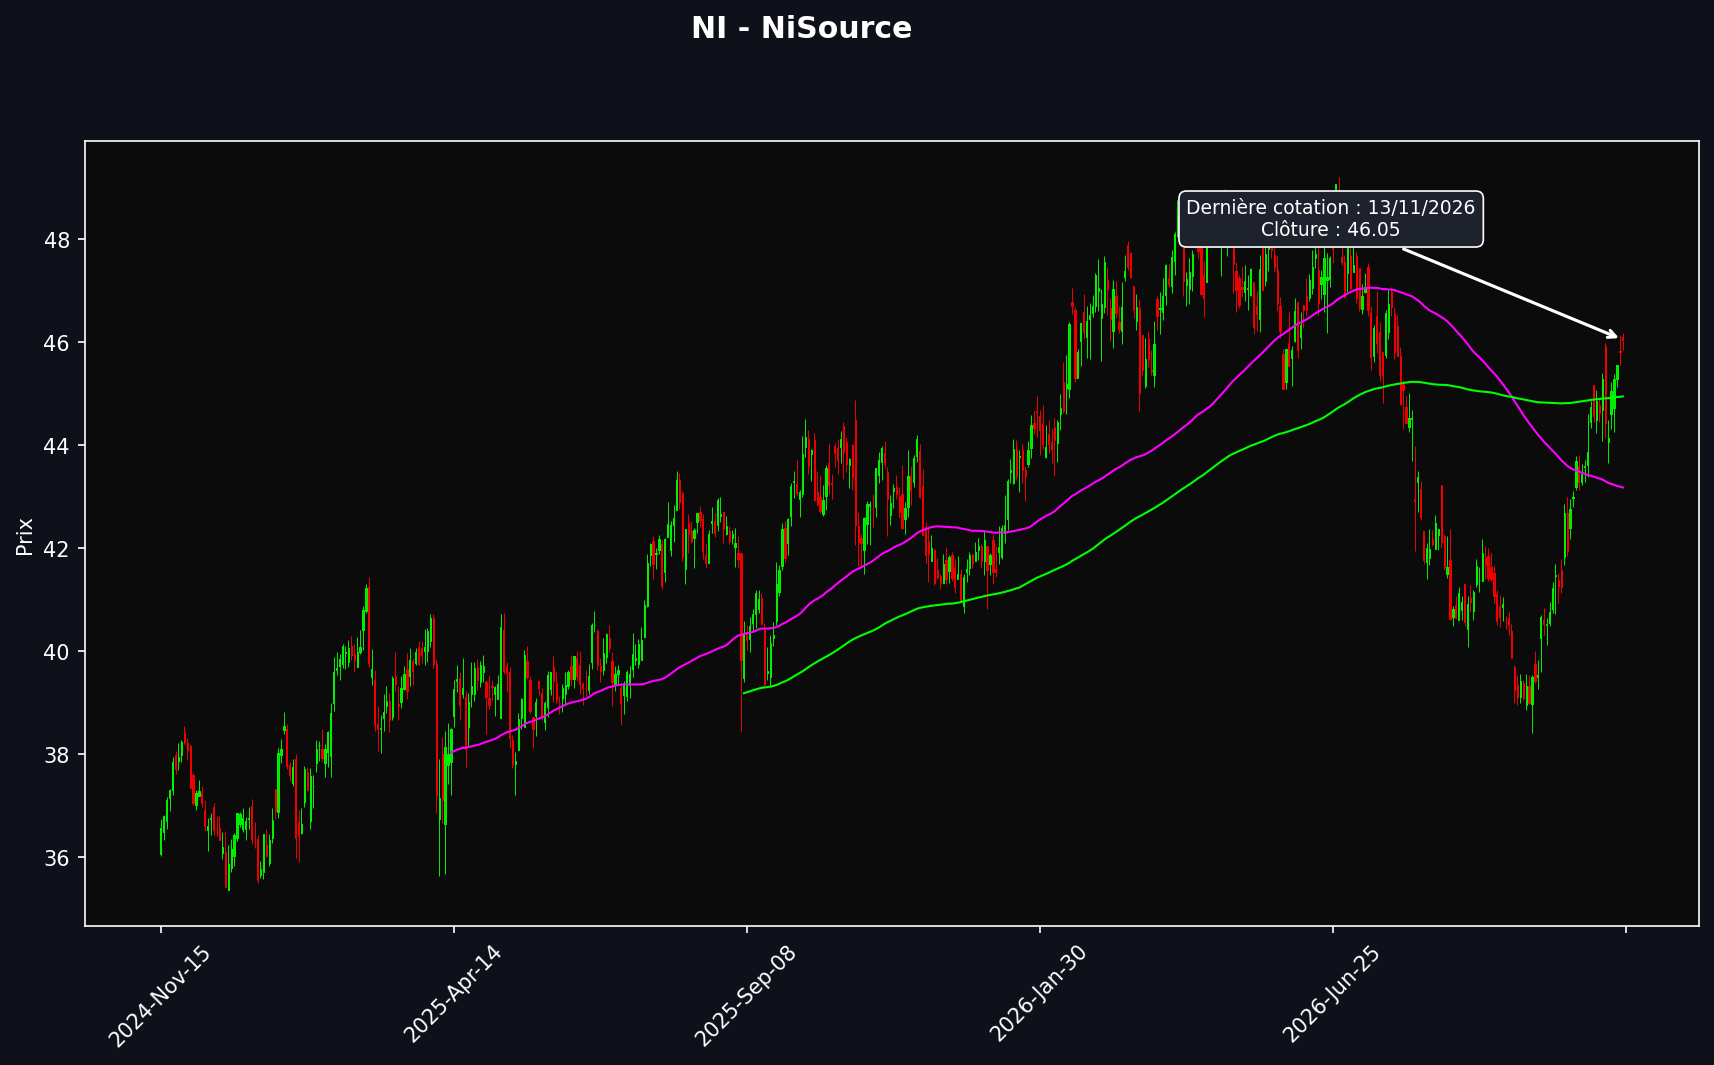 NI - NiSource
Dernière cotation : 13/11/2026
Clôture : 46.05
Prix
48
46
44
42
40
38
36
2024-Nov-15
2025-Apr-14
2025-Sep-08
2026-Jan-30
2026-Jun-25